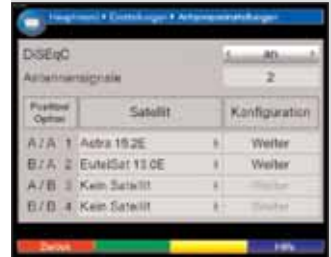 Hauptmenü ▸ Einstellungen ▸ Antenneneinstellungen
DiSEqC an
Antennensignale 2
Position/ Option Satellit Konfiguration
A/A 1 Astra 19.2E Weiter
B/A 2 EutelSat 13.0E Weiter
A/B 3 Kein Satellit Weiter
B/B 4 Kein Satellit Weiter
Zurück Hilfe